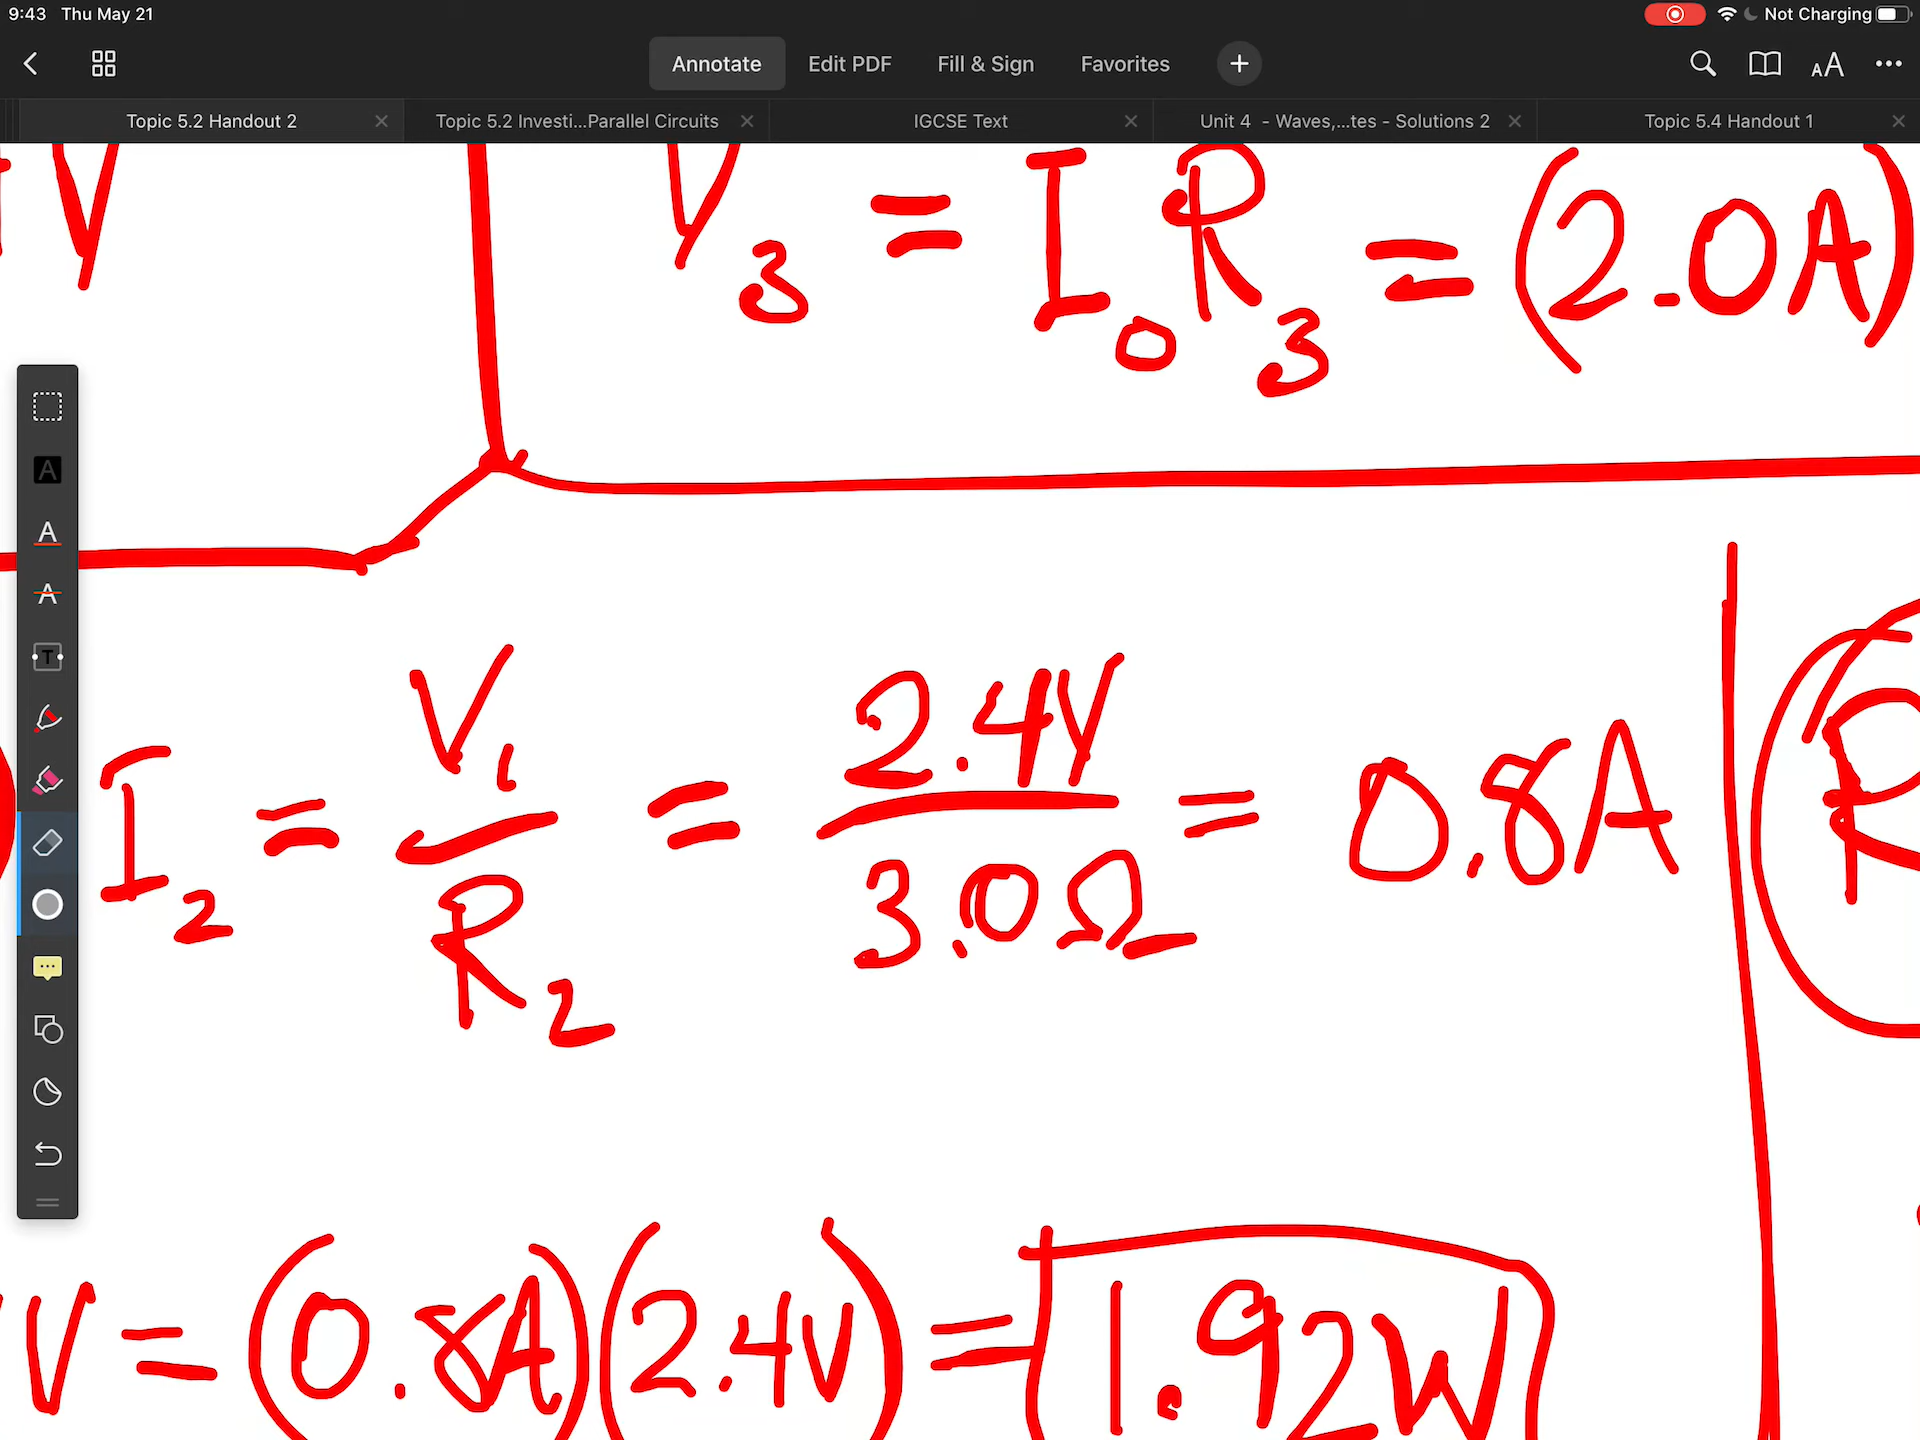 9:43 Thu May 21 Not Charging
Annotate Edit PDF Fill & Sign Favorites
Topic 5.2 Handout 2 Topic 5.2 Investi...Parallel Circuits IGCSE Text Unit 4 - Waves,...tes - Solutions 2 Topic 5.4 Handout 1
V V₃ = I₀R₃ = (2.0A)
I₂ = V₁/R₂ = 2.4V/3.0Ω = 0.8A R
V = (0.8A)(2.4V) = 1.92W